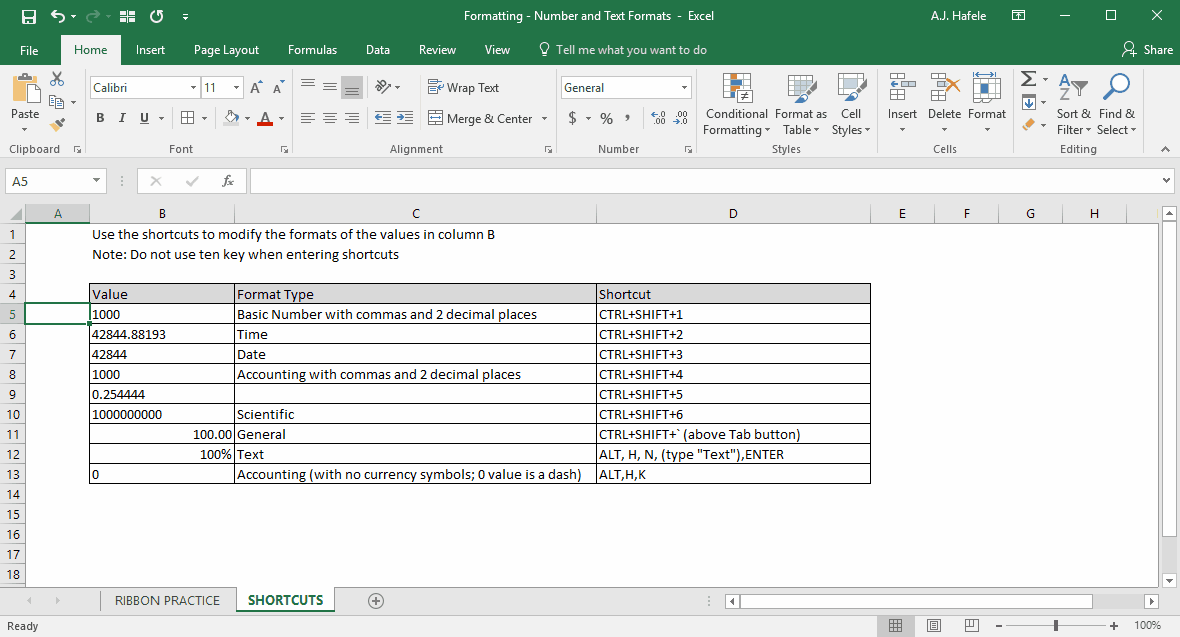 Formatting - Number and Text Formats - Excel
A.J. Hafele
File Home Insert Page Layout Formulas Data Review View Tell me what you want to do Share
Paste
Clipboard
Calibri 11
B I U A
Font
Wrap Text
Merge & Center
Alignment
General
$ % ,
Number
Conditional Formatting
Format as Table
Cell Styles
Styles
Insert Delete Format
Cells
Sort & Filter
Find & Select
Editing
A5
fx
A B C D E F G H
1 Use the shortcuts to modify the formats of the values in column B
2 Note: Do not use ten key when entering shortcuts
3
4 Value Format Type Shortcut
5 1000 Basic Number with commas and 2 decimal places CTRL+SHIFT+1
6 42844.88193 Time CTRL+SHIFT+2
7 42844 Date CTRL+SHIFT+3
8 1000 Accounting with commas and 2 decimal places CTRL+SHIFT+4
9 0.254444 CTRL+SHIFT+5
10 1000000000 Scientific CTRL+SHIFT+6
11 100.00 General CTRL+SHIFT+` (above Tab button)
12 100% Text ALT, H, N, (type "Text"),ENTER
13 0 Accounting (with no currency symbols; 0 value is a dash) ALT,H,K
14
15
16
17
18
RIBBON PRACTICE SHORTCUTS
Ready
100%